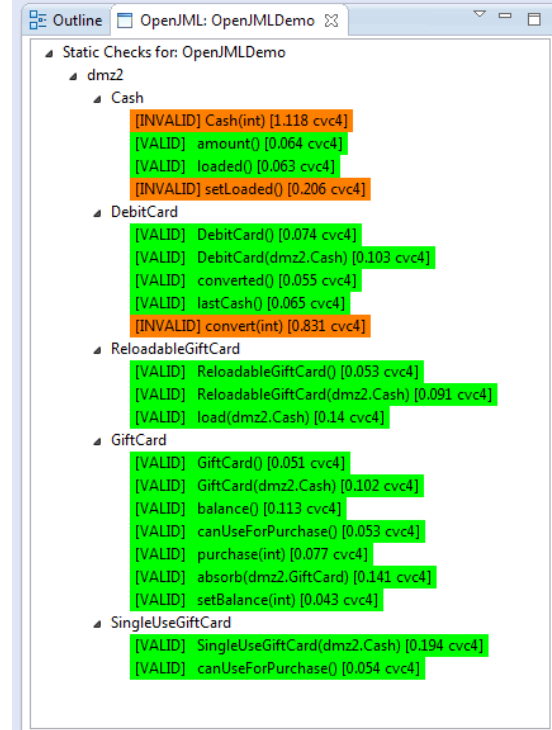 Outline OpenJML: OpenJMLDemo
Static Checks for: OpenJMLDemo
dmz2
Cash
[INVALID] Cash(int) [1.118 cvc4]
[VALID] amount() [0.064 cvc4]
[VALID] loaded() [0.063 cvc4]
[INVALID] setLoaded() [0.206 cvc4]
DebitCard
[VALID] DebitCard() [0.074 cvc4]
[VALID] DebitCard(dmz2.Cash) [0.103 cvc4]
[VALID] converted() [0.055 cvc4]
[VALID] lastCash() [0.065 cvc4]
[INVALID] convert(int) [0.831 cvc4]
ReloadableGiftCard
[VALID] ReloadableGiftCard() [0.053 cvc4]
[VALID] ReloadableGiftCard(dmz2.Cash) [0.091 cvc4]
[VALID] load(dmz2.Cash) [0.14 cvc4]
GiftCard
[VALID] GiftCard() [0.051 cvc4]
[VALID] GiftCard(dmz2.Cash) [0.102 cvc4]
[VALID] balance() [0.113 cvc4]
[VALID] canUseForPurchase() [0.053 cvc4]
[VALID] purchase(int) [0.077 cvc4]
[VALID] absorb(dmz2.GiftCard) [0.141 cvc4]
[VALID] setBalance(int) [0.043 cvc4]
SingleUseGiftCard
[VALID] SingleUseGiftCard(dmz2.Cash) [0.194 cvc4]
[VALID] canUseForPurchase() [0.054 cvc4]